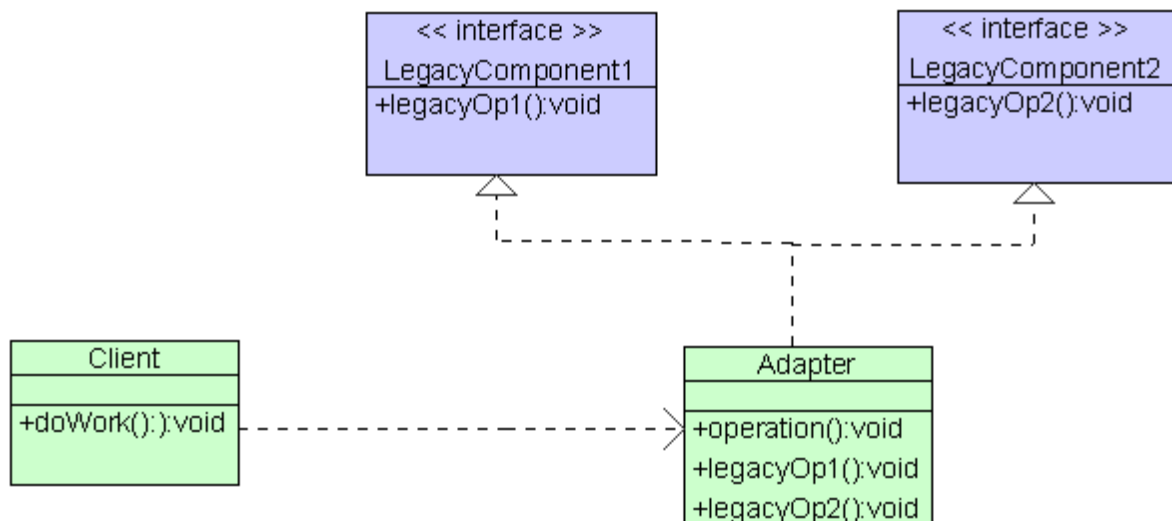 << interface >>
LegacyComponent1
+legacyOp1():void
<< interface >>
LegacyComponent2
+legacyOp2():void
Client
+doWork():):void
Adapter
+operation():void
+legacyOp1():void
+legacyOp2():void